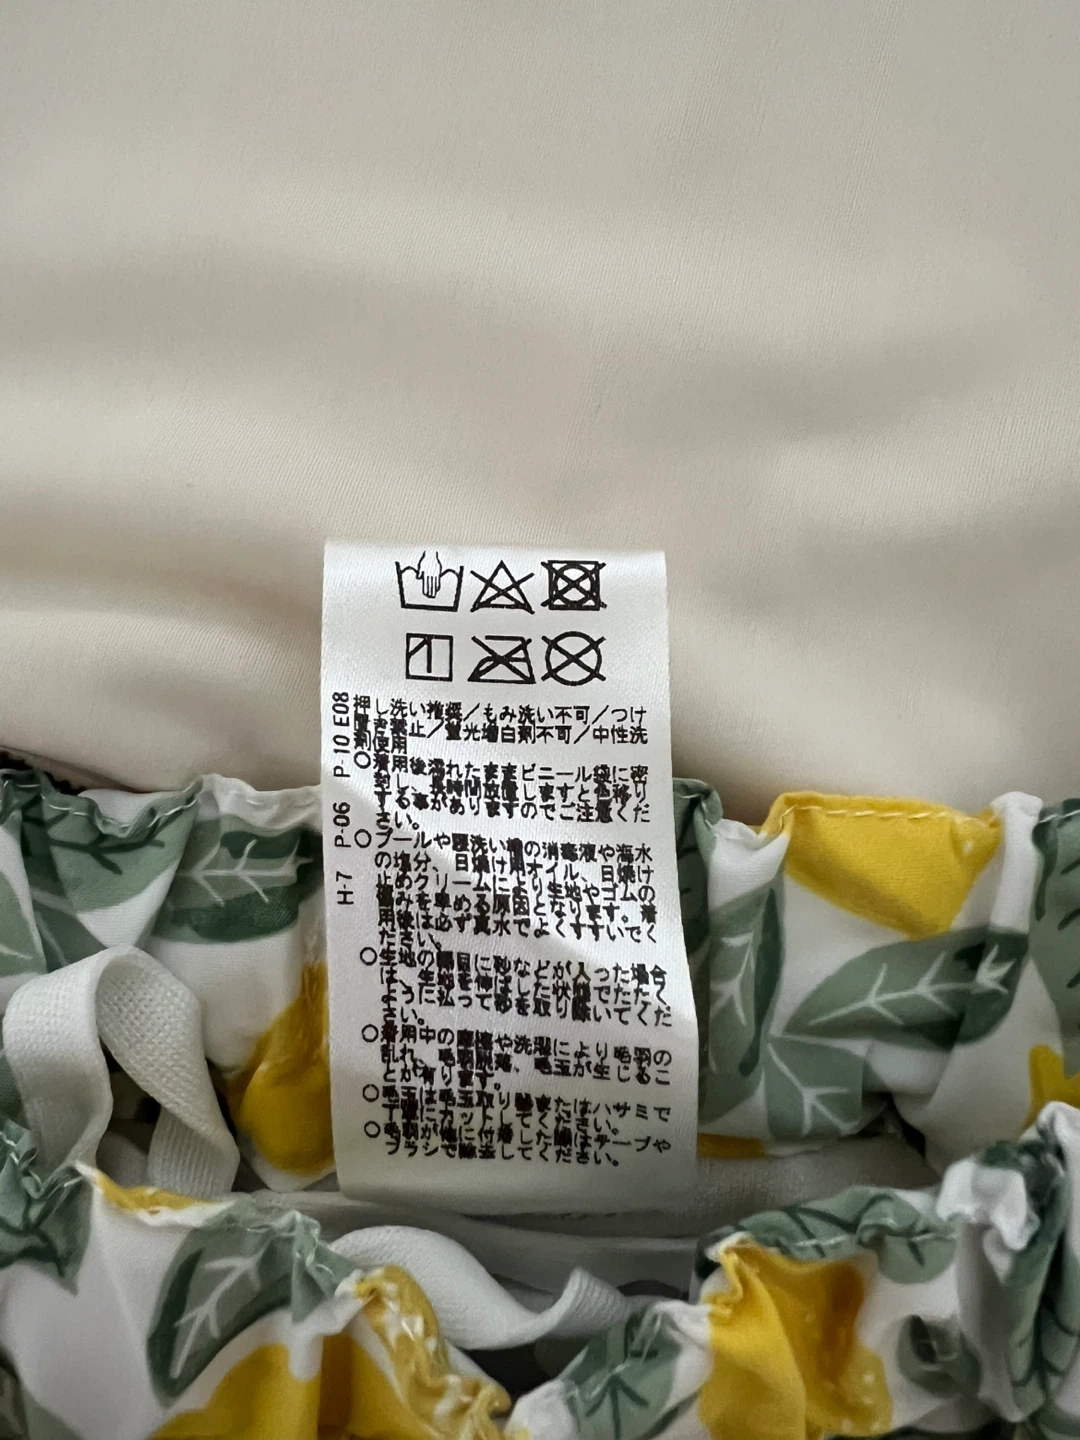 P-10 E08
P-06
H-7
押し洗い推奨/もみ洗い不可/つけ
置き禁止/蛍光増白剤不可/中性洗
剤使用
○着用後濡れたままビニール袋に密
封し、長時間放置しますと色移り
する事がありますのでご注意くだ
さい。
○プールや腰洗い槽の消毒液や海水
の塩分、日焼け用オイル、日焼け
止めクリームにより生地やゴムの
傷みを早める原因となります。着
用後は必ず真水でよくすすいでく
ださい。
○生地の編目に砂などが入った場合
は、生地を伸ばした状態でたたく
ように払って砂を取り除いてくだ
さい。
○着用中の摩擦や洗濯により毛羽の
乱れ、毛羽脱落、毛玉が生じるこ
とが有ります。
○毛玉は毛玉取り機またはハサミで
丁寧にカットしてください。
○毛羽が他に付着した際はテープや
ブラシで除去してください。